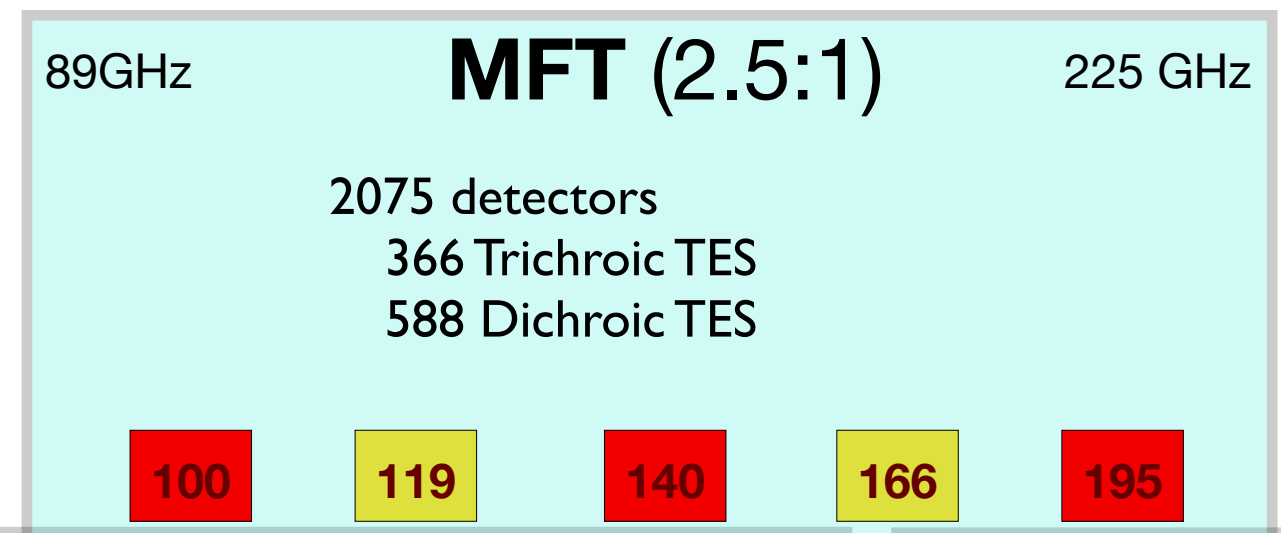 89GHz MFT (2.5:1) 225 GHz
2075 detectors
366 Trichroic TES
588 Dichroic TES
100 119 140 166 195